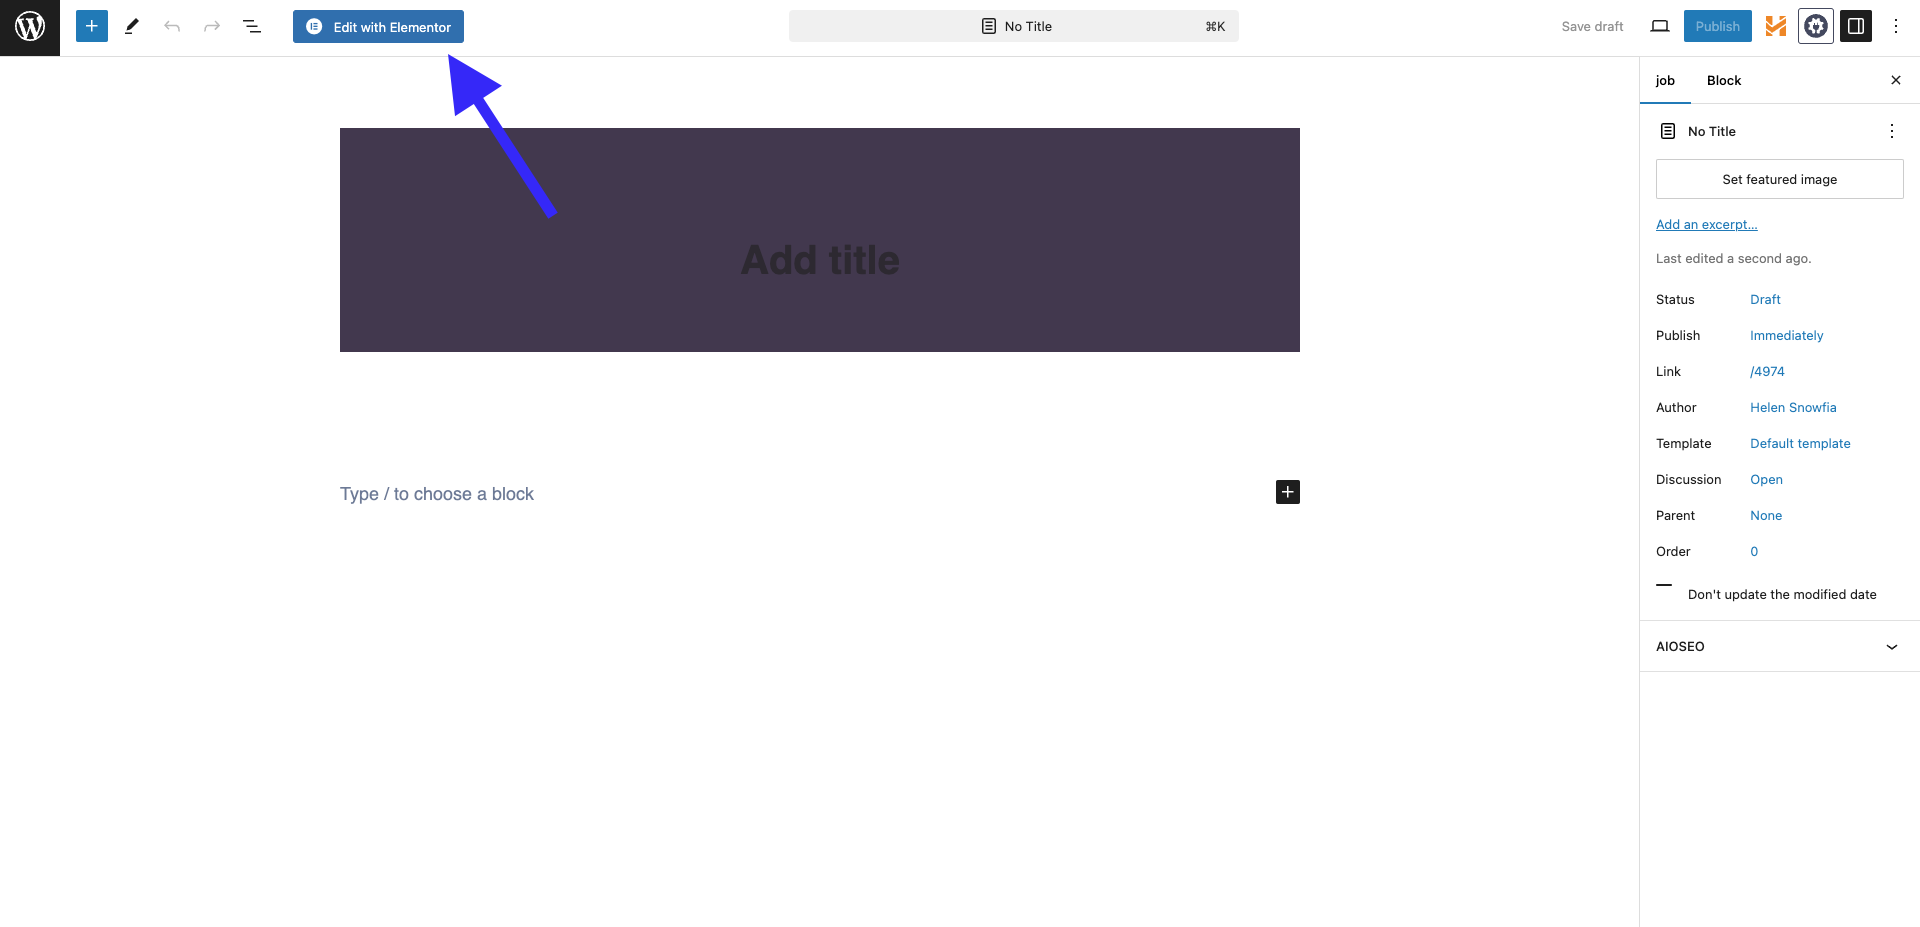 Edit with Elementor
No Title
⌘K
Save draft
Publish
job
Block
No Title
Set featured image
Add an excerpt...
Last edited a second ago.
Add title
Status
Draft
Publish
Immediately
Link
/4974
Author
Helen Snowfia
Template
Default template
Discussion
Open
Parent
None
Order
0
Don't update the modified date
Type / to choose a block
AIOSEO